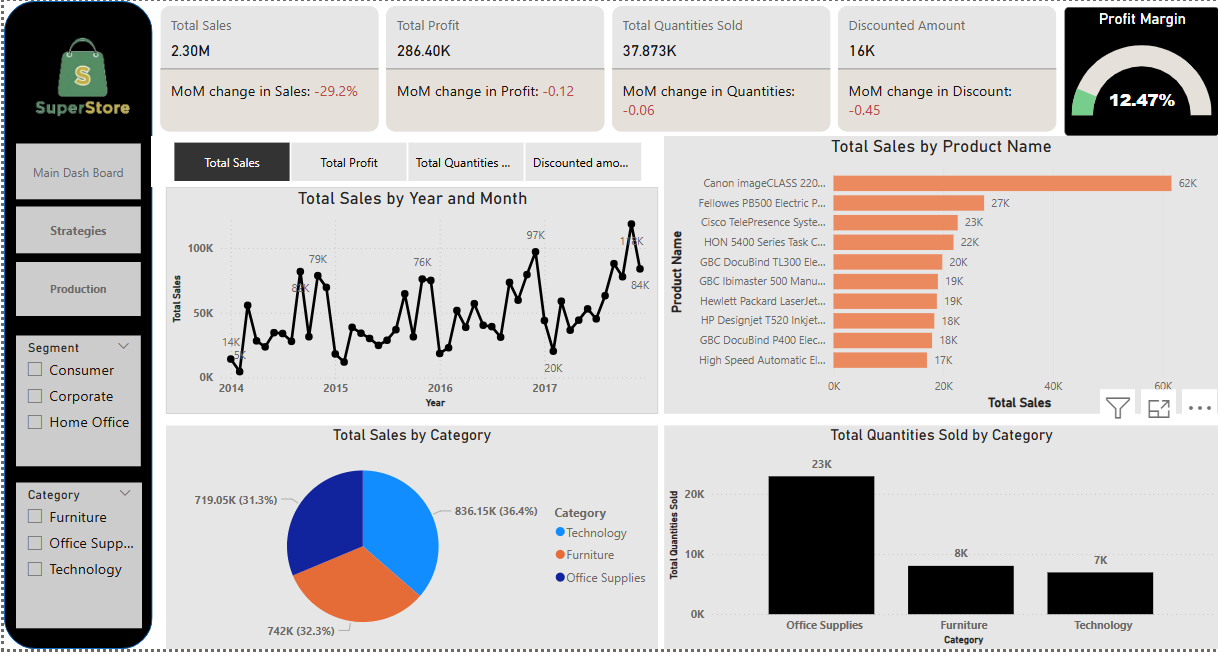 S
SuperStore
Main Dash Board
Strategies
Production
Segment
Consumer
Corporate
Home Office
Category
Furniture
Office Supp...
Technology
Total Sales
2.30M
MoM change in Sales: -29.2%
Total Profit
286.40K
MoM change in Profit: -0.12
Total Quantities Sold
37.873K
MoM change in Quantities:
-0.06
Discounted Amount
16K
MoM change in Discount:
-0.45
Profit Margin
12.47%
Total Sales
Total Profit
Total Quantities ...
Discounted amo...
Total Sales by Year and Month
Total Sales
100K
50K
0K
14K
5K
82K
79K
76K
97K
20K
118K
84K
2014
2015
2016
2017
Year
Total Sales by Product Name
Product Name
Canon imageCLASS 220... 62K
Fellowes PB500 Electric P... 27K
Cisco TelePresence Syste... 23K
HON 5400 Series Task C... 22K
GBC DocuBind TL300 Ele... 20K
GBC Ibimaster 500 Manu... 19K
Hewlett Packard LaserJet... 19K
HP Designjet T520 Inkjet... 18K
GBC DocuBind P400 Elec... 18K
High Speed Automatic El... 17K
0K 20K 40K 60K
Total Sales
Total Sales by Category
719.05K (31.3%)
836.15K (36.4%)
742K (32.3%)
Category
Technology
Furniture
Office Supplies
Total Quantities Sold by Category
Total Quantities Sold
20K
10K
0K
23K
8K
7K
Office Supplies
Furniture
Technology
Category